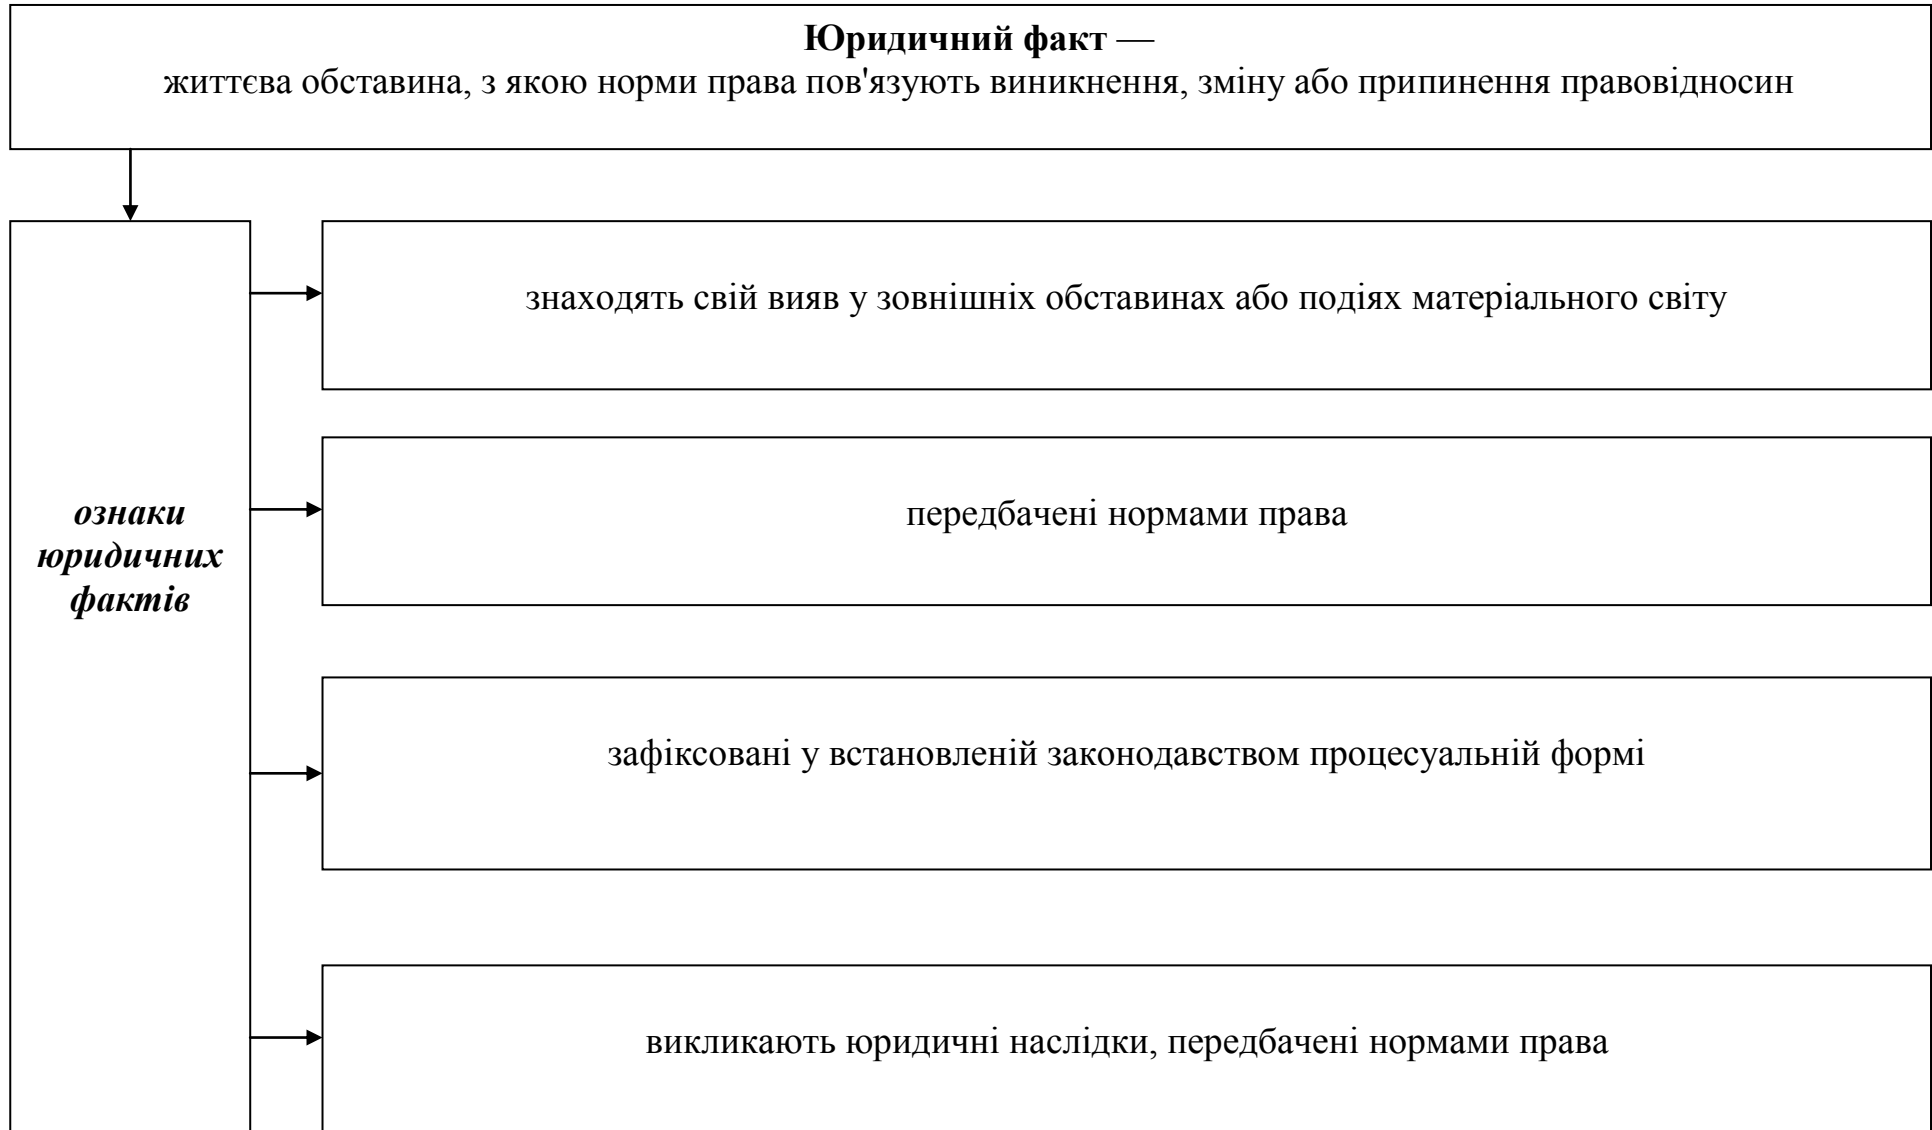 Юридичний факт —
життєва обставина, з якою норми права пов'язують виникнення, зміну або припинення правовідносин
знаходять свій вияв у зовнішніх обставинах або подіях матеріального світу
ознаки
юридичних
фактів
передбачені нормами права
зафіксовані у встановленій законодавством процесуальній формі
викликають юридичні наслідки, передбачені нормами права